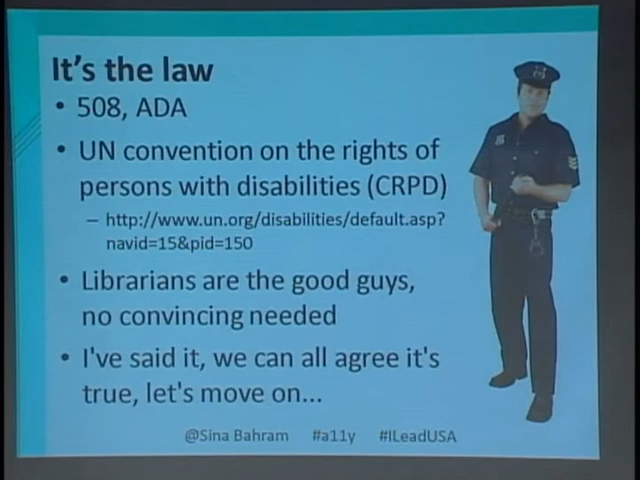 It's the law
• 508, ADA
• UN convention on the rights of
persons with disabilities (CRPD)
– http://www.un.org/disabilities/default.asp?
navid=15&pid=150
• Librarians are the good guys,
no convincing needed
• I've said it, we can all agree it's
true, let's move on...
@Sina Bahram #a11y #ILeadUSA